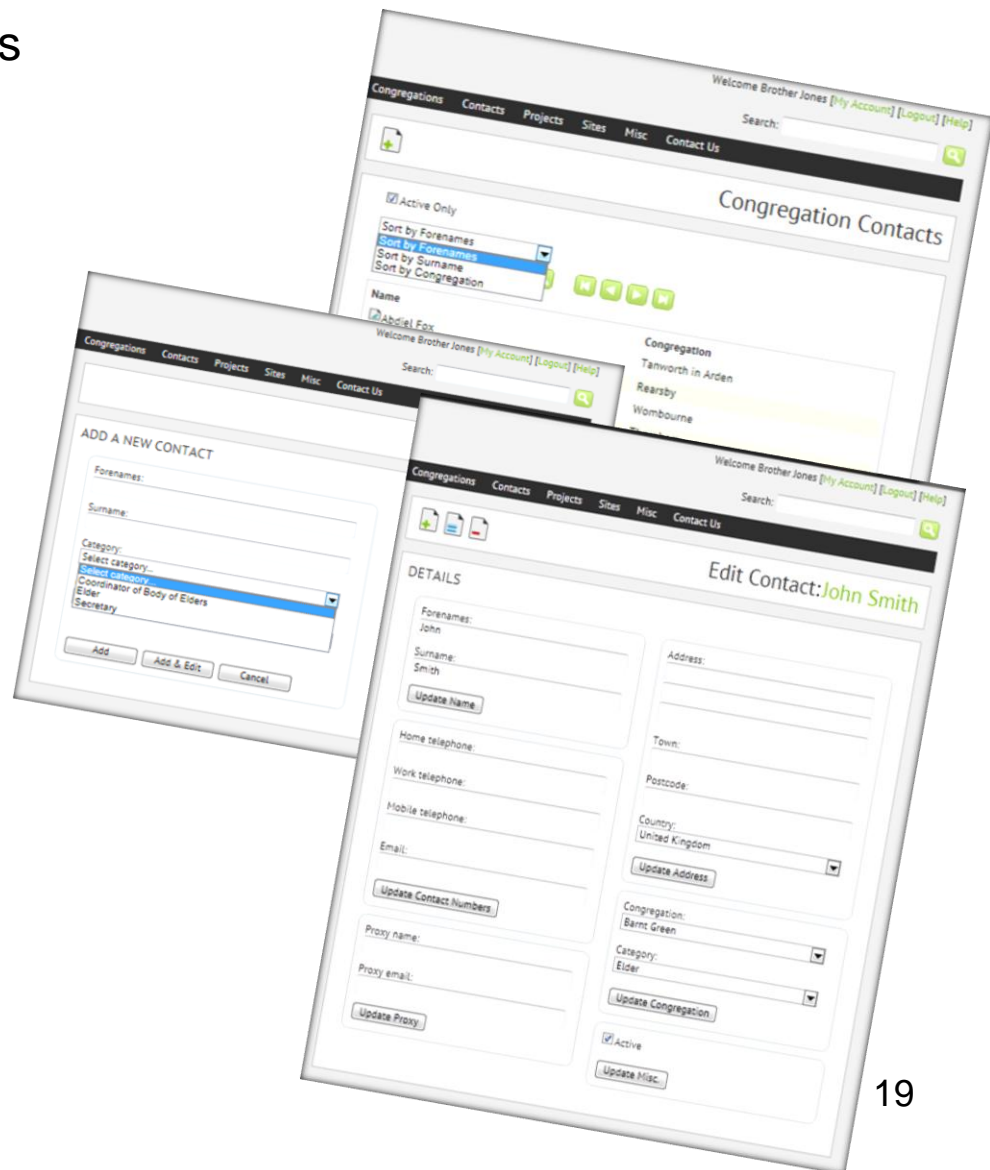 s
Welcome Brother Jones [My Account] [Logout] [Help]
Congregations Contacts Projects Sites Misc Contact Us
Search:
Congregation Contacts
Active Only
Sort by Forenames
Sort by Forenames
Sort by Surname
Sort by Congregation
Name
Congregation
Abdiel Fox
Tanworth in Arden
Rearsby
Wombourne
Welcome Brother Jones [My Account] [Logout] [Help]
Congregations Contacts Projects Sites Misc Contact Us
Search:
ADD A NEW CONTACT
Forenames:
Surname:
Category:
Select category...
Select category...
Coordinator of Body of Elders
Elder
Secretary
Add
Add & Edit
Cancel
Welcome Brother Jones [My Account] [Logout] [Help]
Congregations Contacts Projects Sites Misc Contact Us
Search:
Edit Contact:John Smith
DETAILS
Forenames:
John
Surname:
Smith
Update Name
Home telephone:
Work telephone:
Mobile telephone:
Email:
Update Contact Numbers
Proxy name:
Proxy email:
Update Proxy
Address:
Town:
Postcode:
Country:
United Kingdom
Update Address
Congregation:
Barnt Green
Category:
Elder
Update Congregation
Active
Update Misc.
19